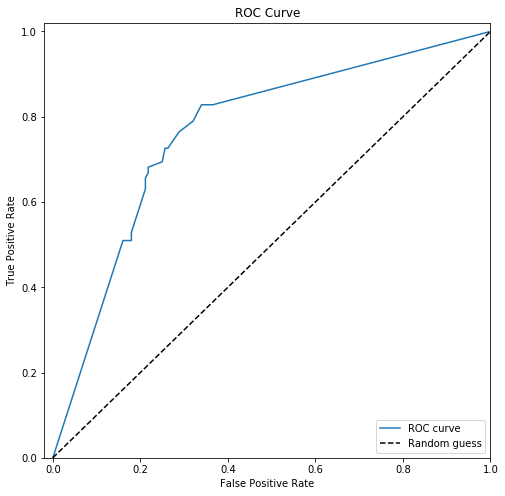 ROC Curve
1.0
0.8
0.6
0.4
0.2
0.0
True Positive Rate
0.0 0.2 0.4 0.6 0.8 1.0
False Positive Rate
ROC curve
Random guess